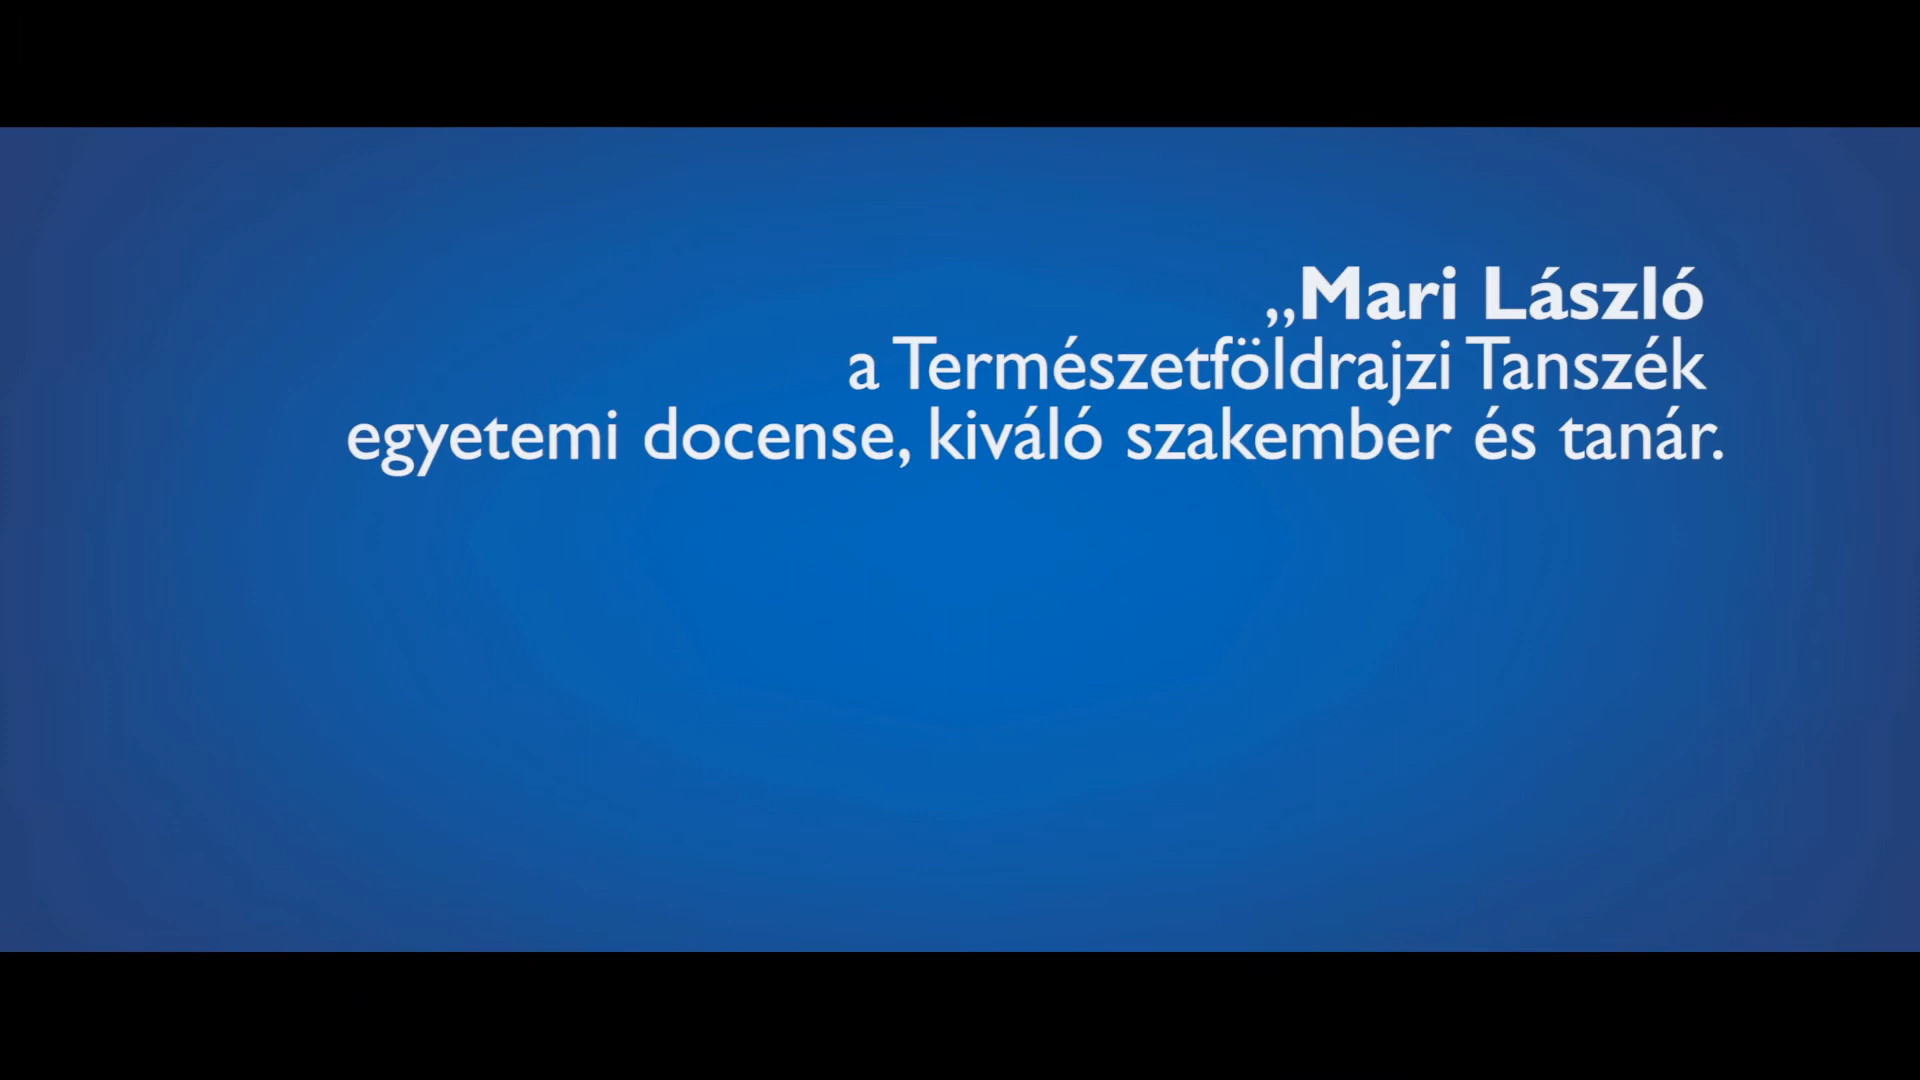 „Mari László
a Természetföldrajzi Tanszék
egyetemi docense, kiváló szakember és tanár.